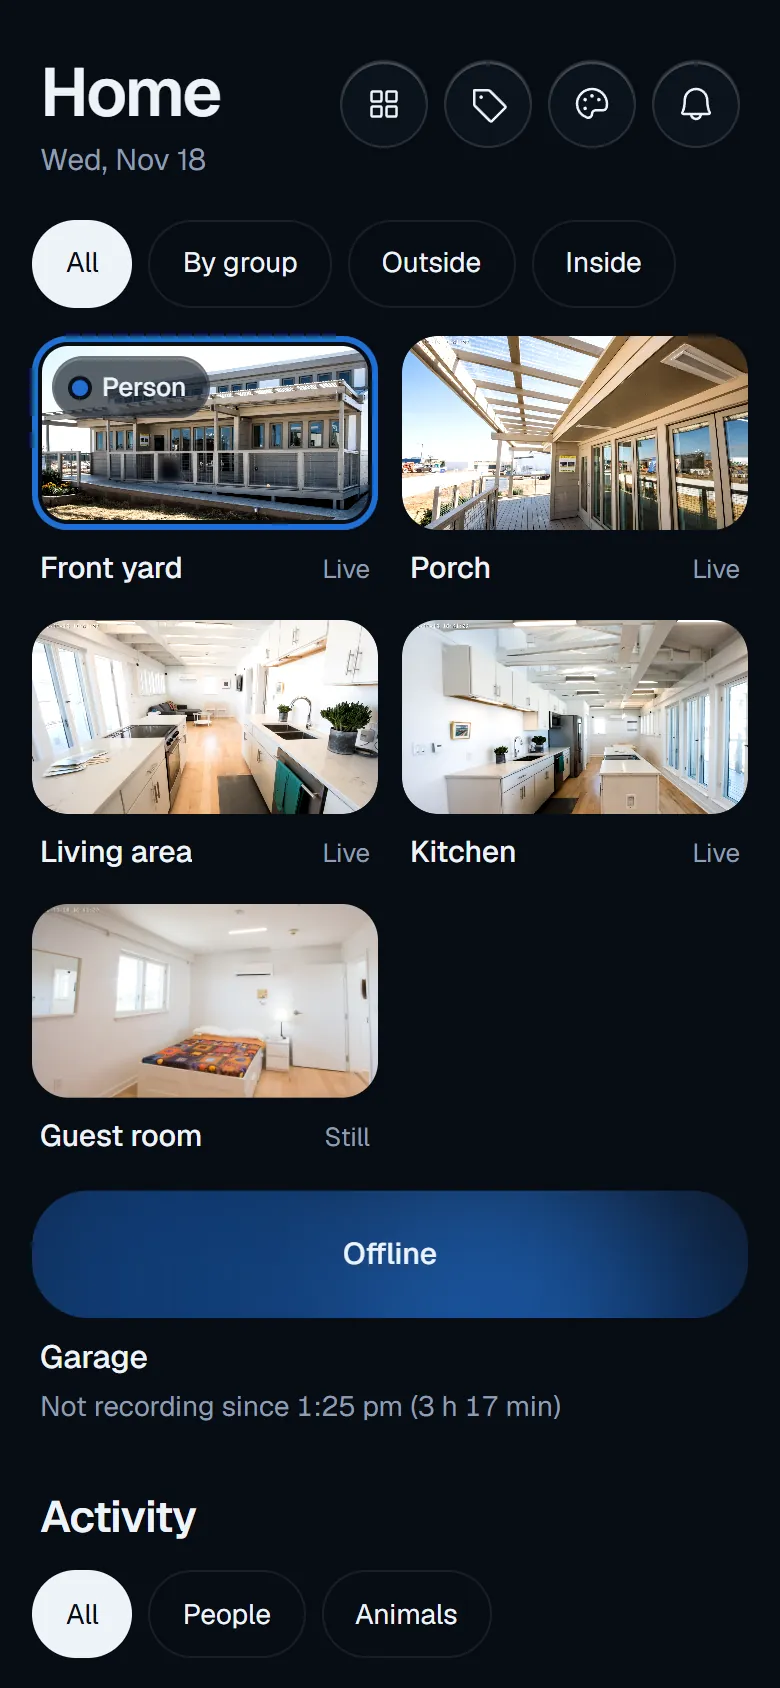 Home
Wed, Nov 18
All
By group
Outside
Inside
Person
Front yard
Live
Porch
Live
Living area
Live
Kitchen
Live
Guest room
Still
Offline
Garage
Not recording since 1:25 pm (3 h 17 min)
Activity
All
People
Animals